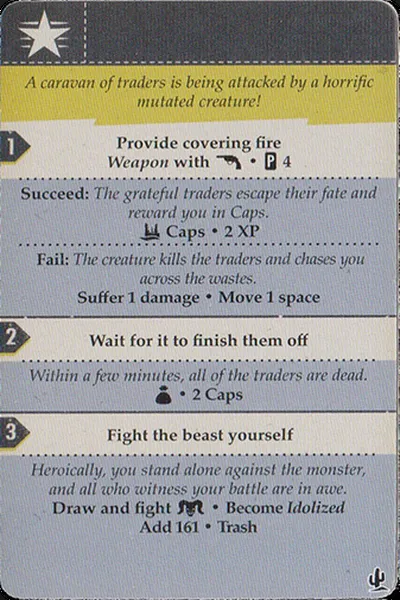 A caravan of traders is being attacked by a horrific
mutated creature!
1
Provide covering fire
Weapon with • P 4
Succeed: The grateful traders escape their fate and
reward you in Caps.
Caps • 2 XP
Fail: The creature kills the traders and chases you
across the wastes.
Suffer 1 damage • Move 1 space
2
Wait for it to finish them off
Within a few minutes, all of the traders are dead.
• 2 Caps
3
Fight the beast yourself
Heroically, you stand alone against the monster,
and all who witness your battle are in awe.
Draw and fight • Become Idolized
Add 161 • Trash